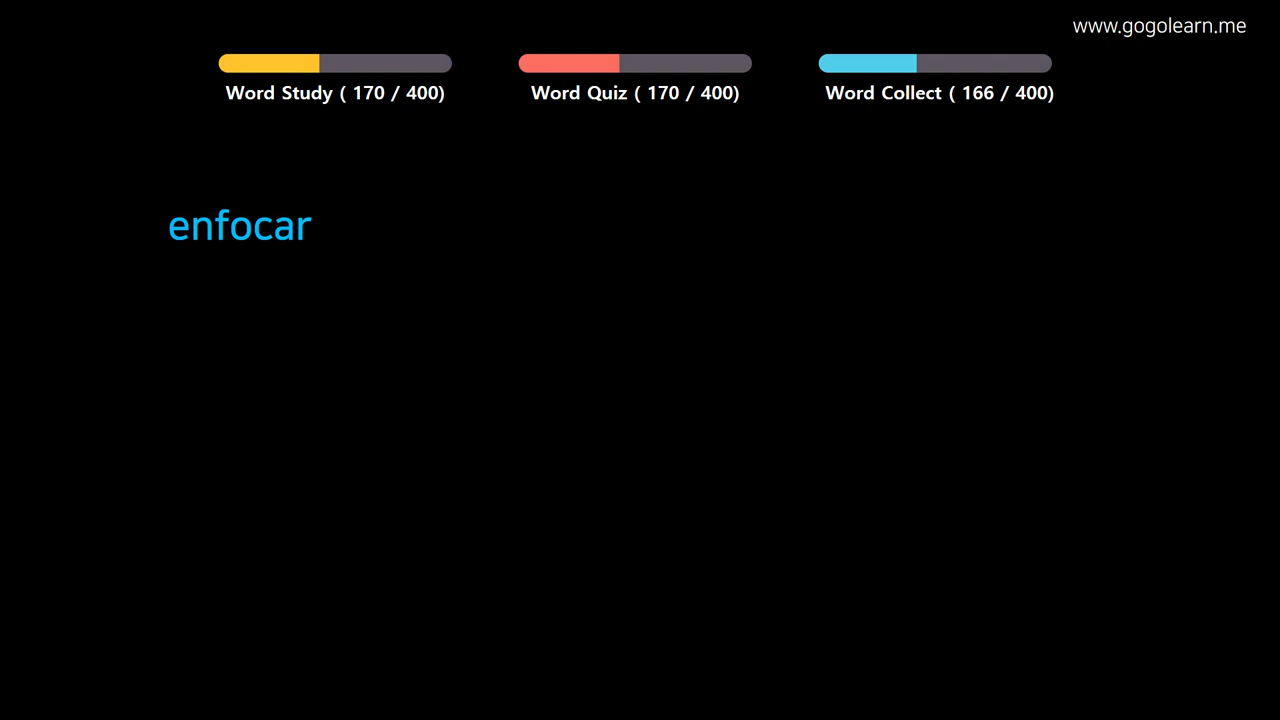 www.gogolearn.me
Word Study ( 170 / 400)
Word Quiz ( 170 / 400)
Word Collect ( 166 / 400)
enfocar